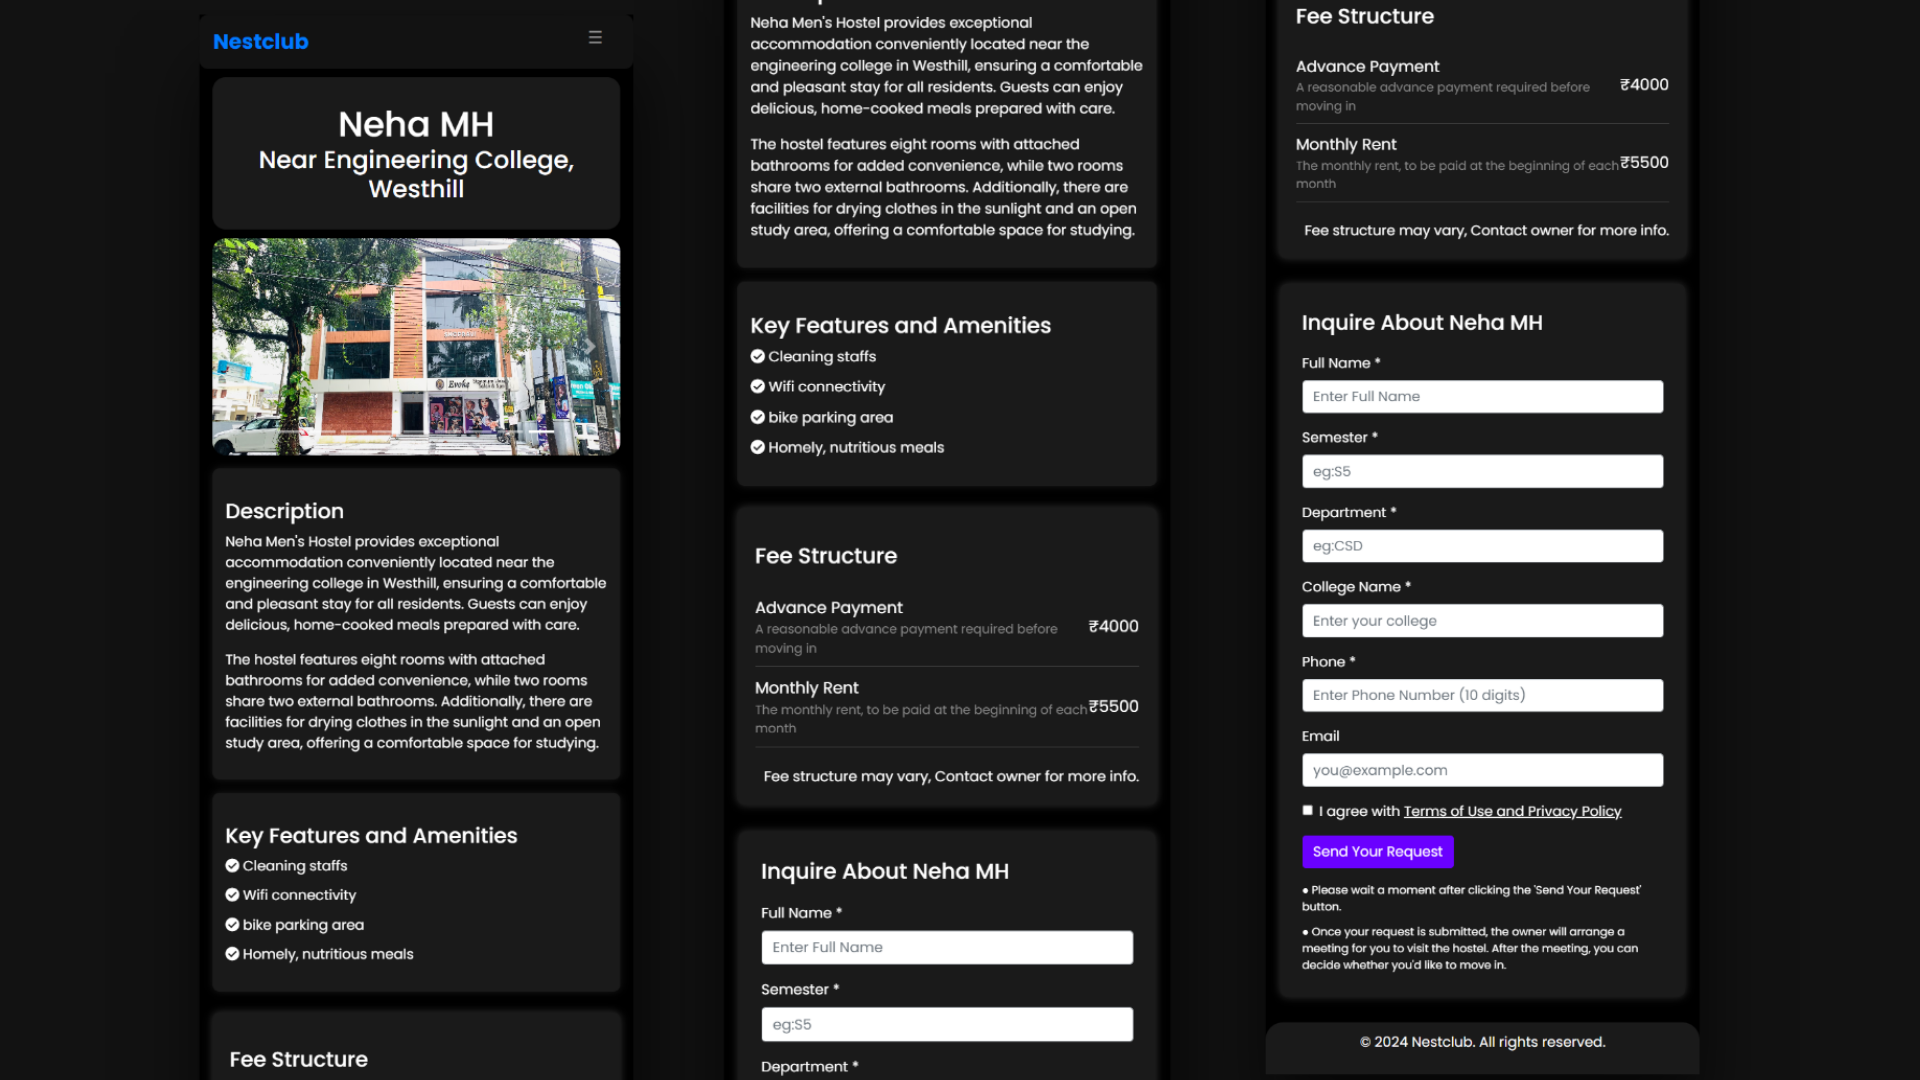 Nestclub
☰
Neha MH
Near Engineering College,
Westhill
Evoke
Description
Neha Men's Hostel provides exceptional
accommodation conveniently located near the
engineering college in Westhill, ensuring a comfortable
and pleasant stay for all residents. Guests can enjoy
delicious, home-cooked meals prepared with care.
The hostel features eight rooms with attached
bathrooms for added convenience, while two rooms
share two external bathrooms. Additionally, there are
facilities for drying clothes in the sunlight and an open
study area, offering a comfortable space for studying.
Key Features and Amenities
Cleaning staffs
Wifi connectivity
bike parking area
Homely, nutritious meals
Fee Structure
Neha Men's Hostel provides exceptional
accommodation conveniently located near the
engineering college in Westhill, ensuring a comfortable
and pleasant stay for all residents. Guests can enjoy
delicious, home-cooked meals prepared with care.
The hostel features eight rooms with attached
bathrooms for added convenience, while two rooms
share two external bathrooms. Additionally, there are
facilities for drying clothes in the sunlight and an open
study area, offering a comfortable space for studying.
Key Features and Amenities
Cleaning staffs
Wifi connectivity
bike parking area
Homely, nutritious meals
Fee Structure
Advance Payment
A reasonable advance payment required before
moving in
₹4000
Monthly Rent
The monthly rent, to be paid at the beginning of each
month
₹5500
Fee structure may vary, Contact owner for more info.
Inquire About Neha MH
Full Name *
Enter Full Name
Semester *
eg:S5
Department *
Fee Structure
Advance Payment
A reasonable advance payment required before
moving in
₹4000
Monthly Rent
The monthly rent, to be paid at the beginning of each
month
₹5500
Fee structure may vary, Contact owner for more info.
Inquire About Neha MH
Full Name *
Enter Full Name
Semester *
eg:S5
Department *
eg:CSD
College Name *
Enter your college
Phone *
Enter Phone Number (10 digits)
Email
you@example.com
I agree with Terms of Use and Privacy Policy
Send Your Request
● Please wait a moment after clicking the 'Send Your Request'
button.
● Once your request is submitted, the owner will arrange a
meeting for you to visit the hostel. After the meeting, you can
decide whether you'd like to move in.
© 2024 Nestclub. All rights reserved.